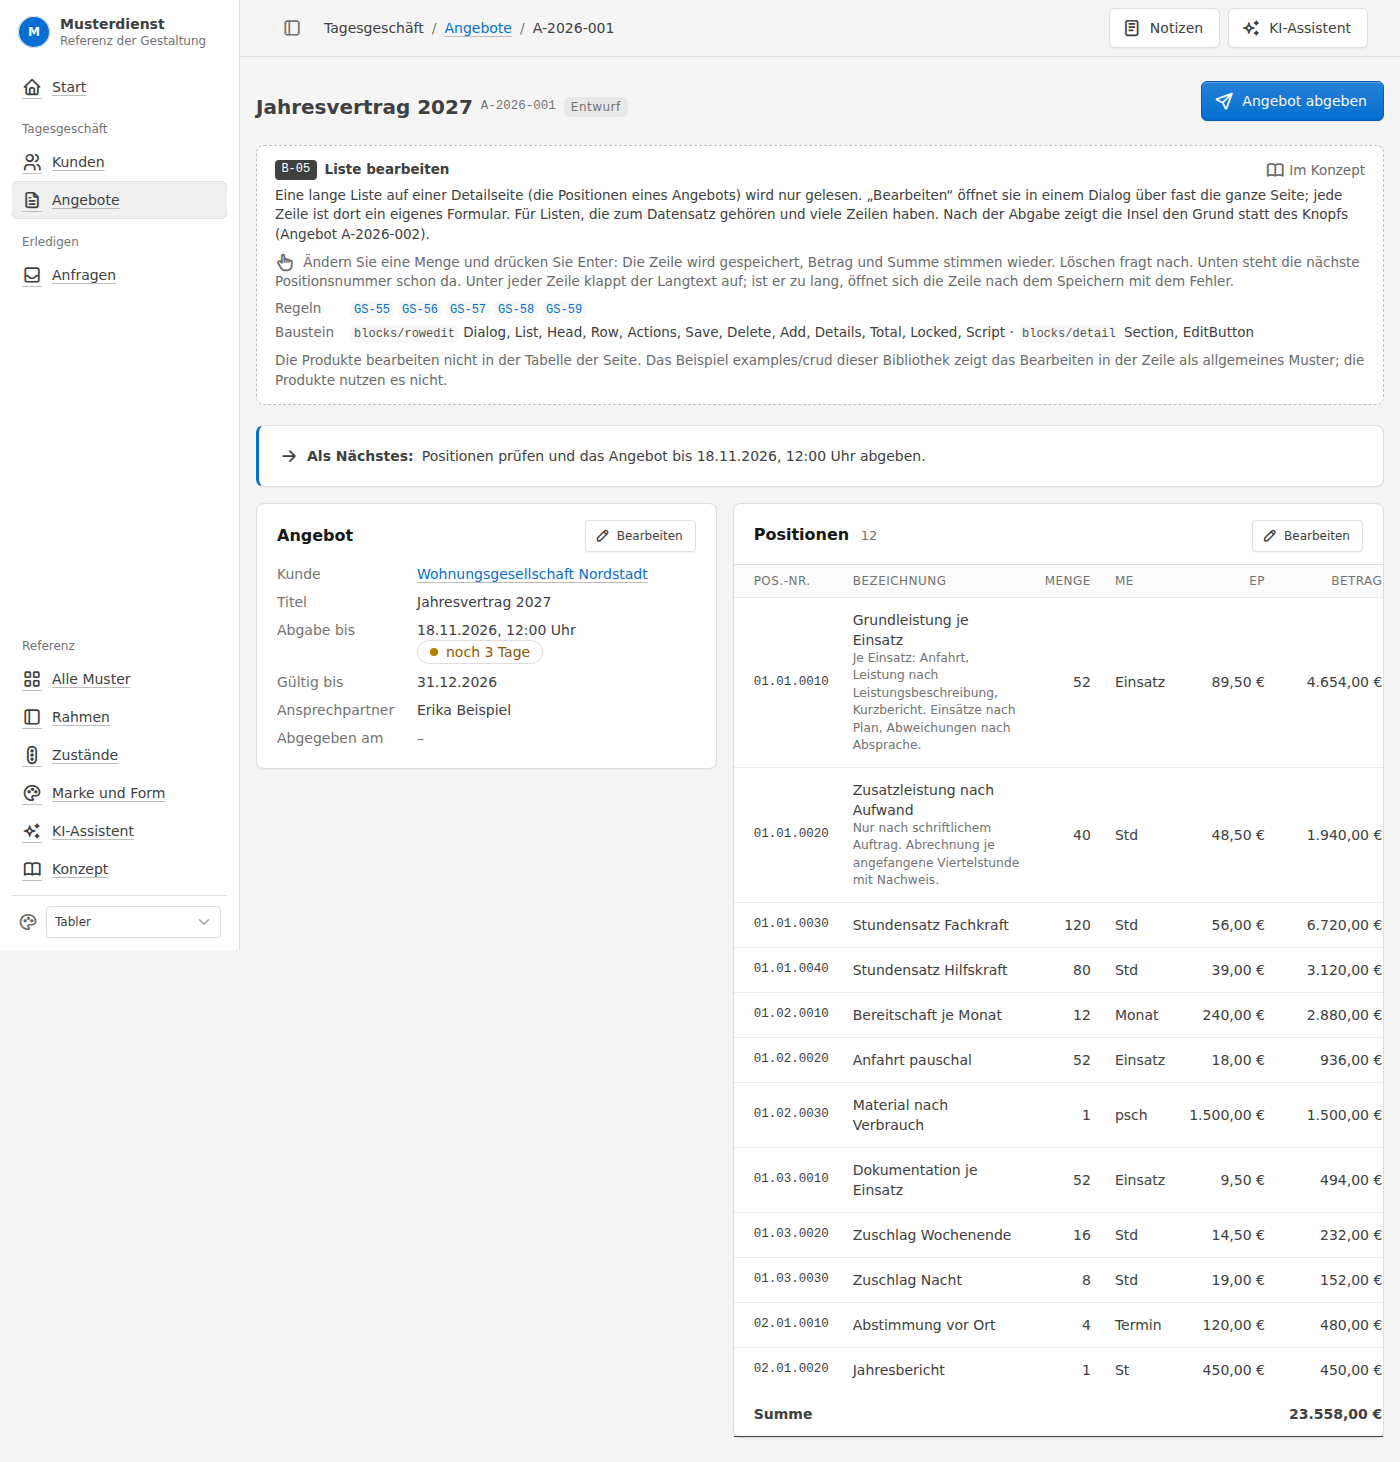 M
Musterdienst
Referenz der Gestaltung
Start
Tagesgeschäft
Kunden
Angebote
Erledigen
Anfragen
Referenz
Alle Muster
Rahmen
Zustände
Marke und Form
KI-Assistent
Konzept
Tabler
Tagesgeschäft / Angebote / A-2026-001
Notizen
KI-Assistent
Jahresvertrag 2027 A-2026-001 Entwurf
Angebot abgeben
B-05 Liste bearbeiten
Im Konzept
Eine lange Liste auf einer Detailseite (die Positionen eines Angebots) wird nur gelesen. „Bearbeiten“ öffnet sie in einem Dialog über fast die ganze Seite; jede
Zeile ist dort ein eigenes Formular. Für Listen, die zum Datensatz gehören und viele Zeilen haben. Nach der Abgabe zeigt die Insel den Grund statt des Knopfs
(Angebot A-2026-002).
Ändern Sie eine Menge und drücken Sie Enter: Die Zeile wird gespeichert, Betrag und Summe stimmen wieder. Löschen fragt nach. Unten steht die nächste
Positionsnummer schon da. Unter jeder Zeile klappt der Langtext auf; ist er zu lang, öffnet sich die Zeile nach dem Speichern mit dem Fehler.
Regeln GS-55 GS-56 GS-57 GS-58 GS-59
Baustein blocks/rowedit Dialog, List, Head, Row, Actions, Save, Delete, Add, Details, Total, Locked, Script · blocks/detail Section, EditButton
Die Produkte bearbeiten nicht in der Tabelle der Seite. Das Beispiel examples/crud dieser Bibliothek zeigt das Bearbeiten in der Zeile als allgemeines Muster; die
Produkte nutzen es nicht.
Als Nächstes: Positionen prüfen und das Angebot bis 18.11.2026, 12:00 Uhr abgeben.
Angebot
Bearbeiten
Kunde Wohnungsgesellschaft Nordstadt
Titel Jahresvertrag 2027
Abgabe bis 18.11.2026, 12:00 Uhr
noch 3 Tage
Gültig bis 31.12.2026
Ansprechpartner Erika Beispiel
Abgegeben am –
Positionen 12
Bearbeiten
POS.-NR. BEZEICHNUNG MENGE ME EP BETRAG
01.01.0010 Grundleistung je
Einsatz
Je Einsatz: Anfahrt,
Leistung nach
Leistungsbeschreibung,
Kurzbericht. Einsätze nach
Plan, Abweichungen nach
Absprache.
52 Einsatz 89,50 € 4.654,00 €
01.01.0020 Zusatzleistung nach
Aufwand
Nur nach schriftlichem
Auftrag. Abrechnung je
angefangene Viertelstunde
mit Nachweis.
40 Std 48,50 € 1.940,00 €
01.01.0030 Stundensatz Fachkraft 120 Std 56,00 € 6.720,00 €
01.01.0040 Stundensatz Hilfskraft 80 Std 39,00 € 3.120,00 €
01.02.0010 Bereitschaft je Monat 12 Monat 240,00 € 2.880,00 €
01.02.0020 Anfahrt pauschal 52 Einsatz 18,00 € 936,00 €
01.02.0030 Material nach
Verbrauch
1 psch 1.500,00 € 1.500,00 €
01.03.0010 Dokumentation je
Einsatz
52 Einsatz 9,50 € 494,00 €
01.03.0020 Zuschlag Wochenende 16 Std 14,50 € 232,00 €
01.03.0030 Zuschlag Nacht 8 Std 19,00 € 152,00 €
02.01.0010 Abstimmung vor Ort 4 Termin 120,00 € 480,00 €
02.01.0020 Jahresbericht 1 St 450,00 € 450,00 €
Summe 23.558,00 €